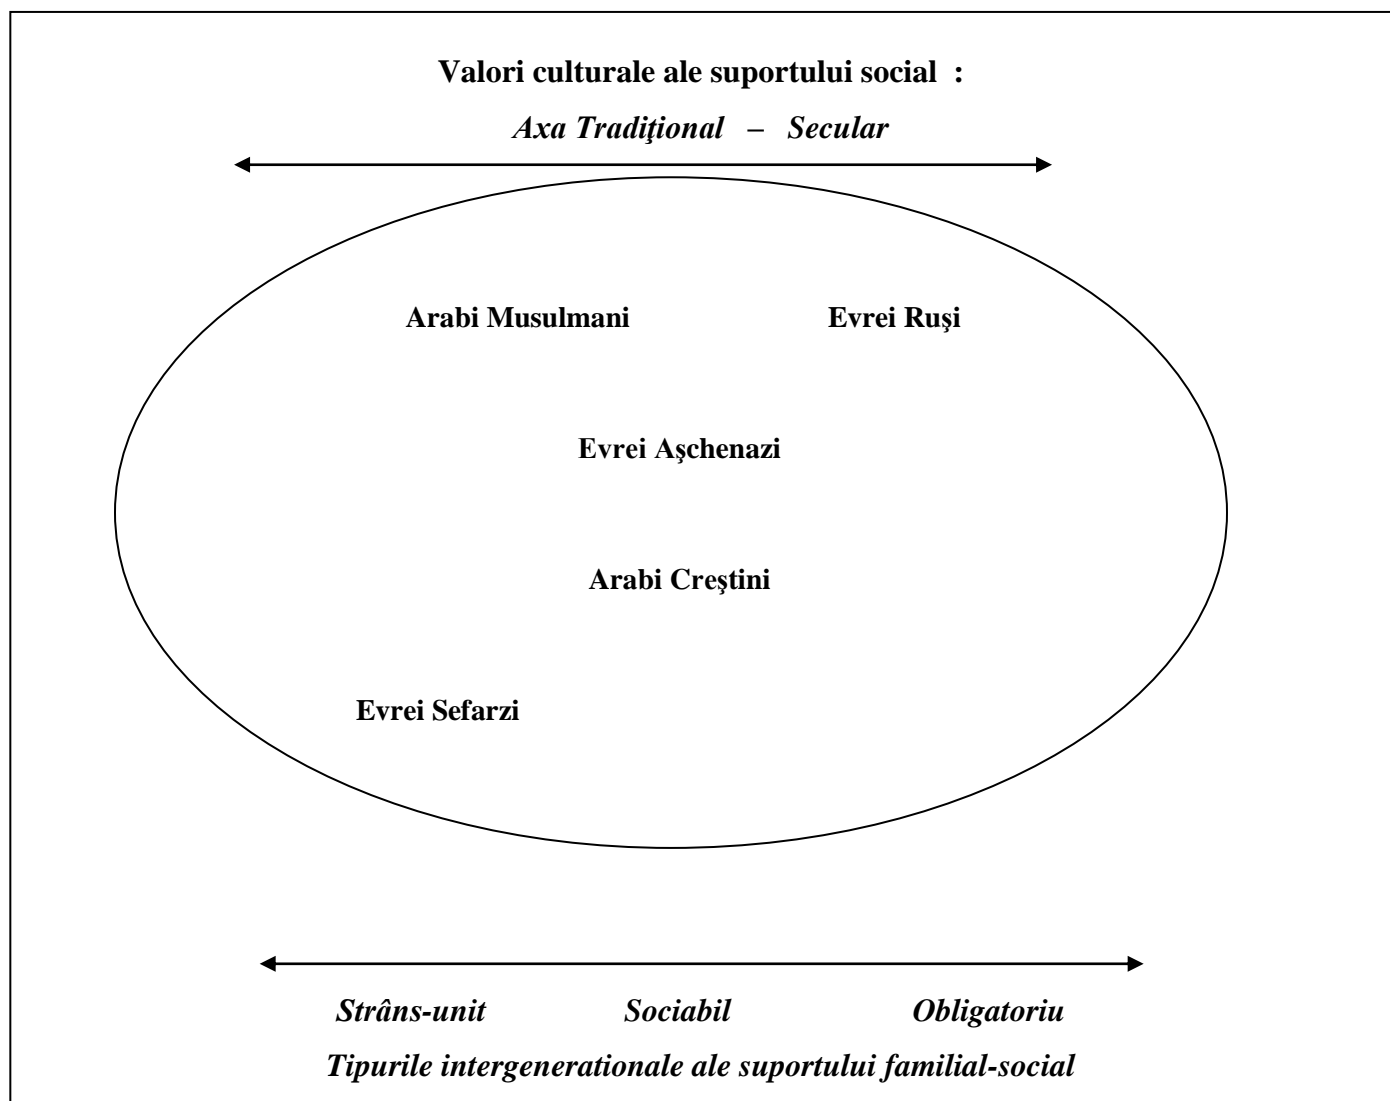 Valori culturale ale suportului social  :
Axa Tradiţional  –  Secular
Arabi Musulmani Evrei Ruşi
Evrei Aşchenazi
Arabi Creştini
Evrei Sefarzi
Strâns-unit Sociabil Obligatoriu
Tipurile intergenerationale ale suportului familial-social